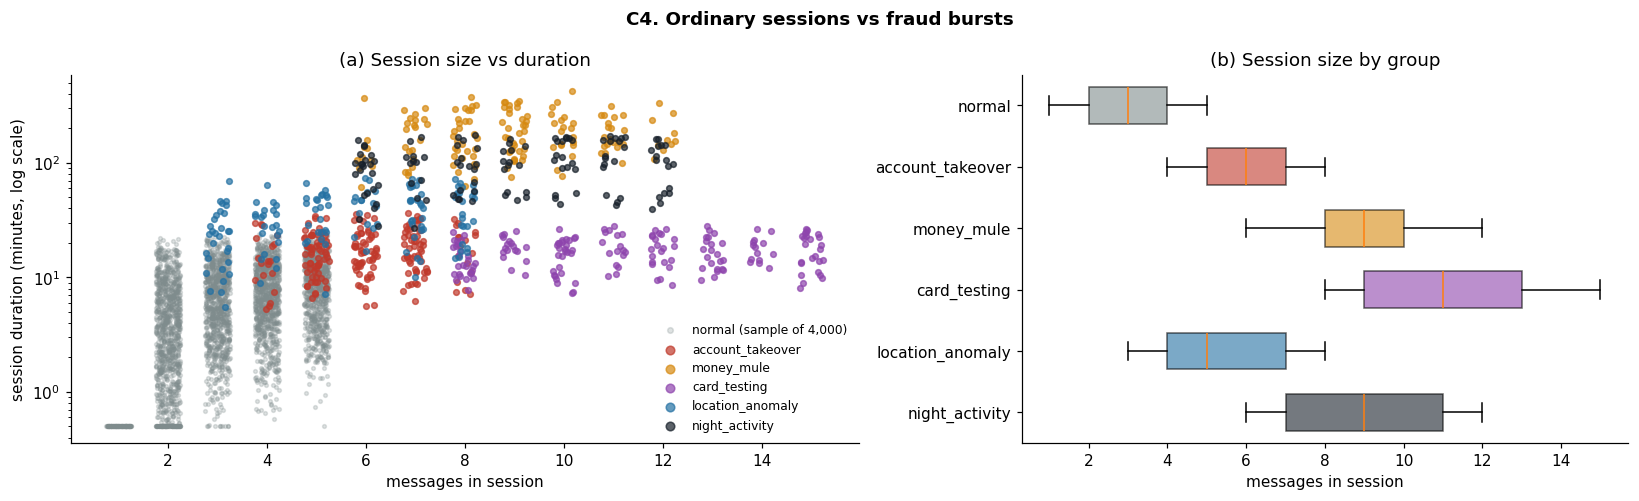 C4. Ordinary sessions vs fraud bursts
(a) Session size vs duration
session duration (minutes, log scale)
10²
10¹
10⁰
2 4 6 8 10 12 14
messages in session
normal (sample of 4,000)
account_takeover
money_mule
card_testing
location_anomaly
night_activity
(b) Session size by group
normal
account_takeover
money_mule
card_testing
location_anomaly
night_activity
2 4 6 8 10 12 14
messages in session